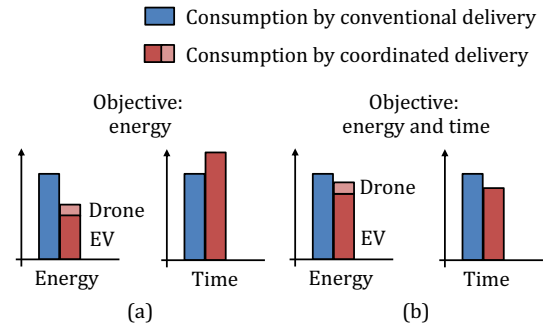 Consumption by conventional delivery
Consumption by coordinated delivery
Objective:
energy
Objective:
energy and time
Drone
EV
Drone
EV
Energy
Time
Energy
Time
(a)
(b)